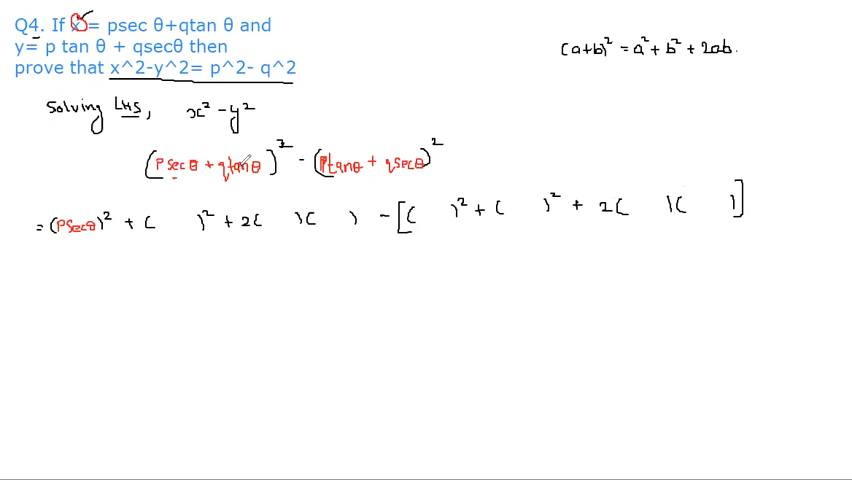 Q4. If x = psec θ+qtan θ and
y= p tan θ + qsecθ then
prove that x^2-y^2= p^2- q^2
(a+b)² = a² + b² + 2ab.
Solving LHS, x² - y²
(psecθ + qtanθ)² - (ptanθ + qsecθ)²
= (psecθ)² + (      )² + 2(      )(      ) - [(      )² + (      )² + 2(      )(      )]